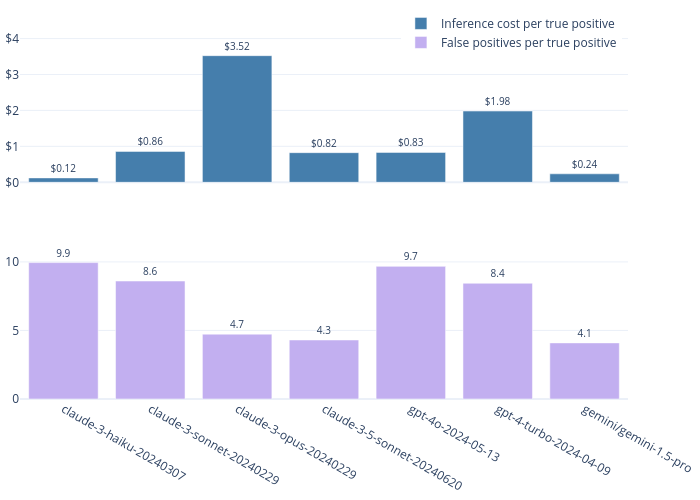 Inference cost per true positive
False positives per true positive
$4
$3
$2
$1
$0
$0.12
$0.86
$3.52
$0.82
$0.83
$1.98
$0.24
10
5
0
9.9
8.6
4.7
4.3
9.7
8.4
4.1
claude-3-haiku-20240307
claude-3-sonnet-20240229
claude-3-opus-20240229
claude-3-5-sonnet-20240620
gpt-4o-2024-05-13
gpt-4-turbo-2024-04-09
gemini/gemini-1.5-pro